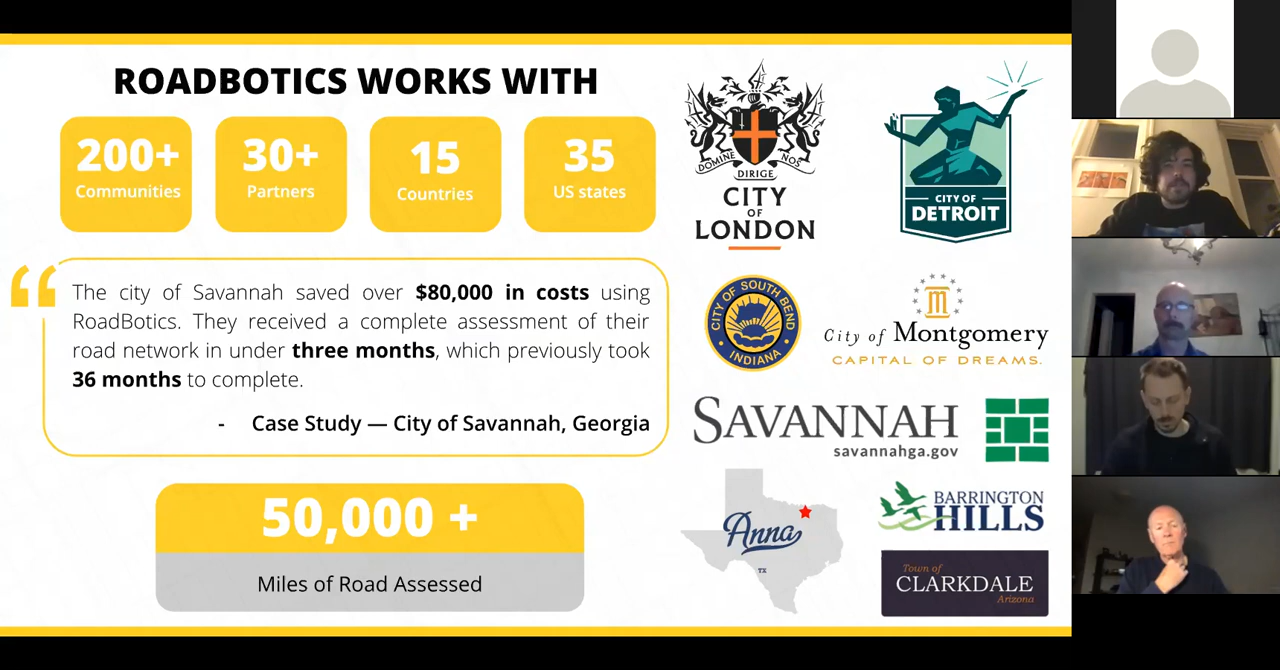 ROADBOTICS WORKS WITH
200+
Communities
30+
Partners
15
Countries
35
US states
“
The city of Savannah saved over $80,000 in costs using
RoadBotics. They received a complete assessment of their
road network in under three months, which previously took
36 months to complete.
- Case Study — City of Savannah, Georgia
50,000 +
Miles of Road Assessed
DOMINE NOS
DIRIGE
CITY
OF
LONDON
CITY OF
DETROIT
CITY OF SOUTH BEND
INDIANA
City of Montgomery
CAPITAL OF DREAMS.
SAVANNAH
savannahga.gov
Anna
TX
BARRINGTON
HILLS
Town of
CLARKDALE
Arizona